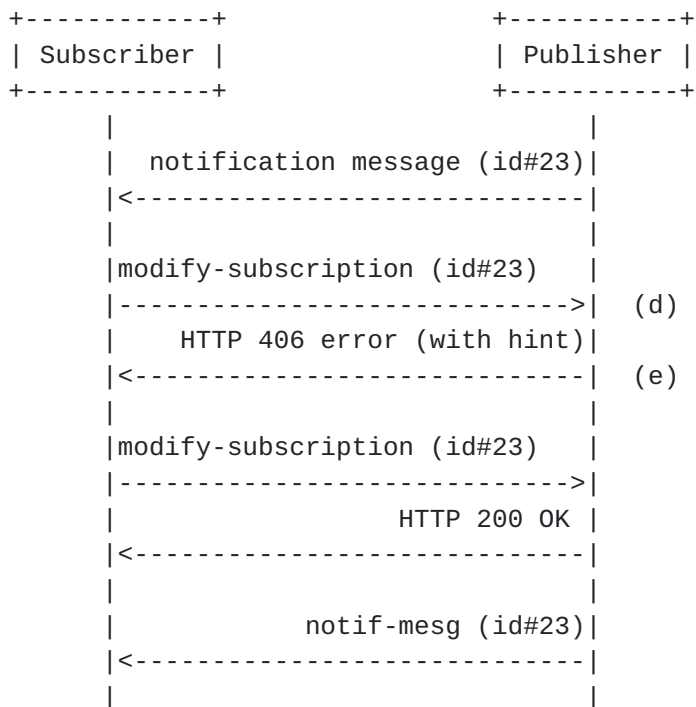 +------------+                 +-----------+
| Subscriber |                 | Publisher |
+------------+                 +-----------+
      |                              |
      |  notification message (id#23)|
      |<-----------------------------|
      |                              |
      |modify-subscription (id#23)   |
      |----------------------------->|  (d)
      |    HTTP 406 error (with hint)|
      |<-----------------------------|  (e)
      |                              |
      |modify-subscription (id#23)   |
      |----------------------------->|
      |                  HTTP 200 OK |
      |<-----------------------------|
      |                              |
      |            notif-mesg (id#23)|
      |<-----------------------------|
      |                              |